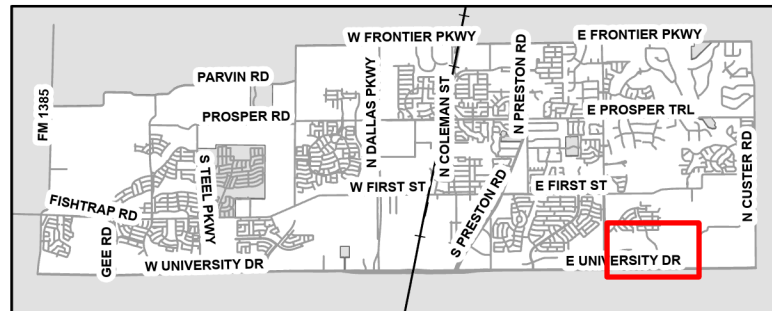 W FRONTIER PKWY
E FRONTIER PKWY
PARVIN RD
PROSPER RD
E PROSPER TRL
FM 1385
N DALLAS PKWY
N COLEMAN ST
N PRESTON RD
S TEEL PKWY
W FIRST ST
E FIRST ST
N CUSTER RD
FISHTRAP RD
GEE RD
S PRESTON RD
W UNIVERSITY DR
E UNIVERSITY DR